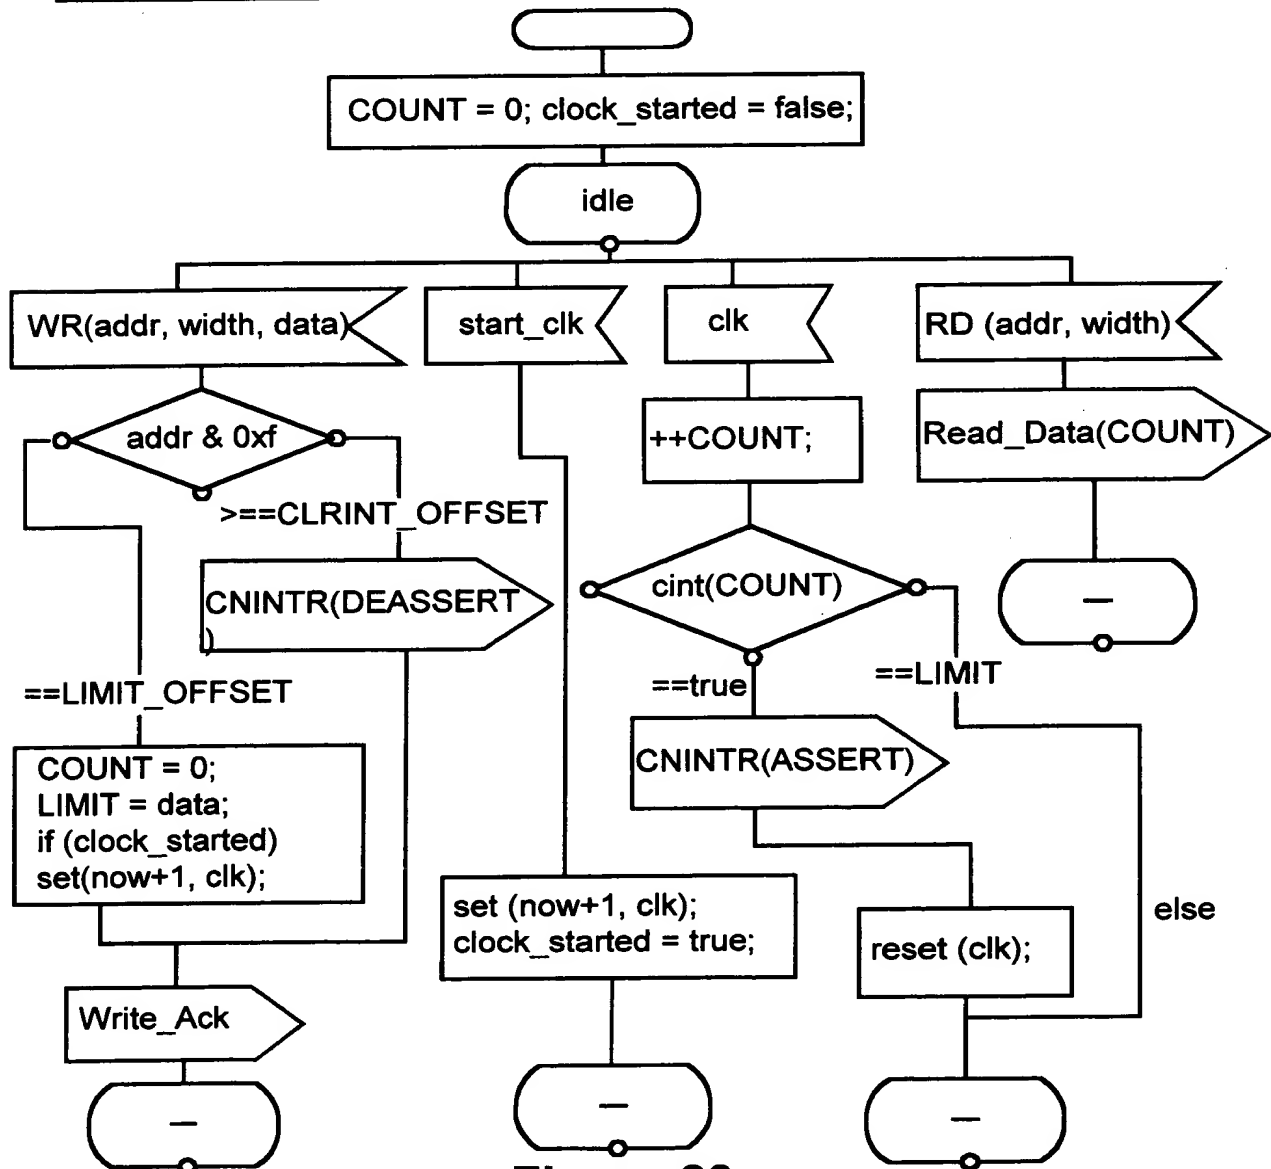 COUNT = 0; clock_started = false;
idle
WR(addr, width, data)
start_clk
clk
RD (addr, width)
addr & 0xf
++COUNT;
Read_Data(COUNT)
>==CLRINT_OFFSET
CNINTR(DEASSERT
)
cint(COUNT)
–
==LIMIT_OFFSET
==true
==LIMIT
CNINTR(ASSERT)
COUNT = 0;
LIMIT = data;
if (clock_started)
set(now+1, clk);
set (now+1, clk);
clock_started = true;
else
reset (clk);
Write_Ack
–
–
–